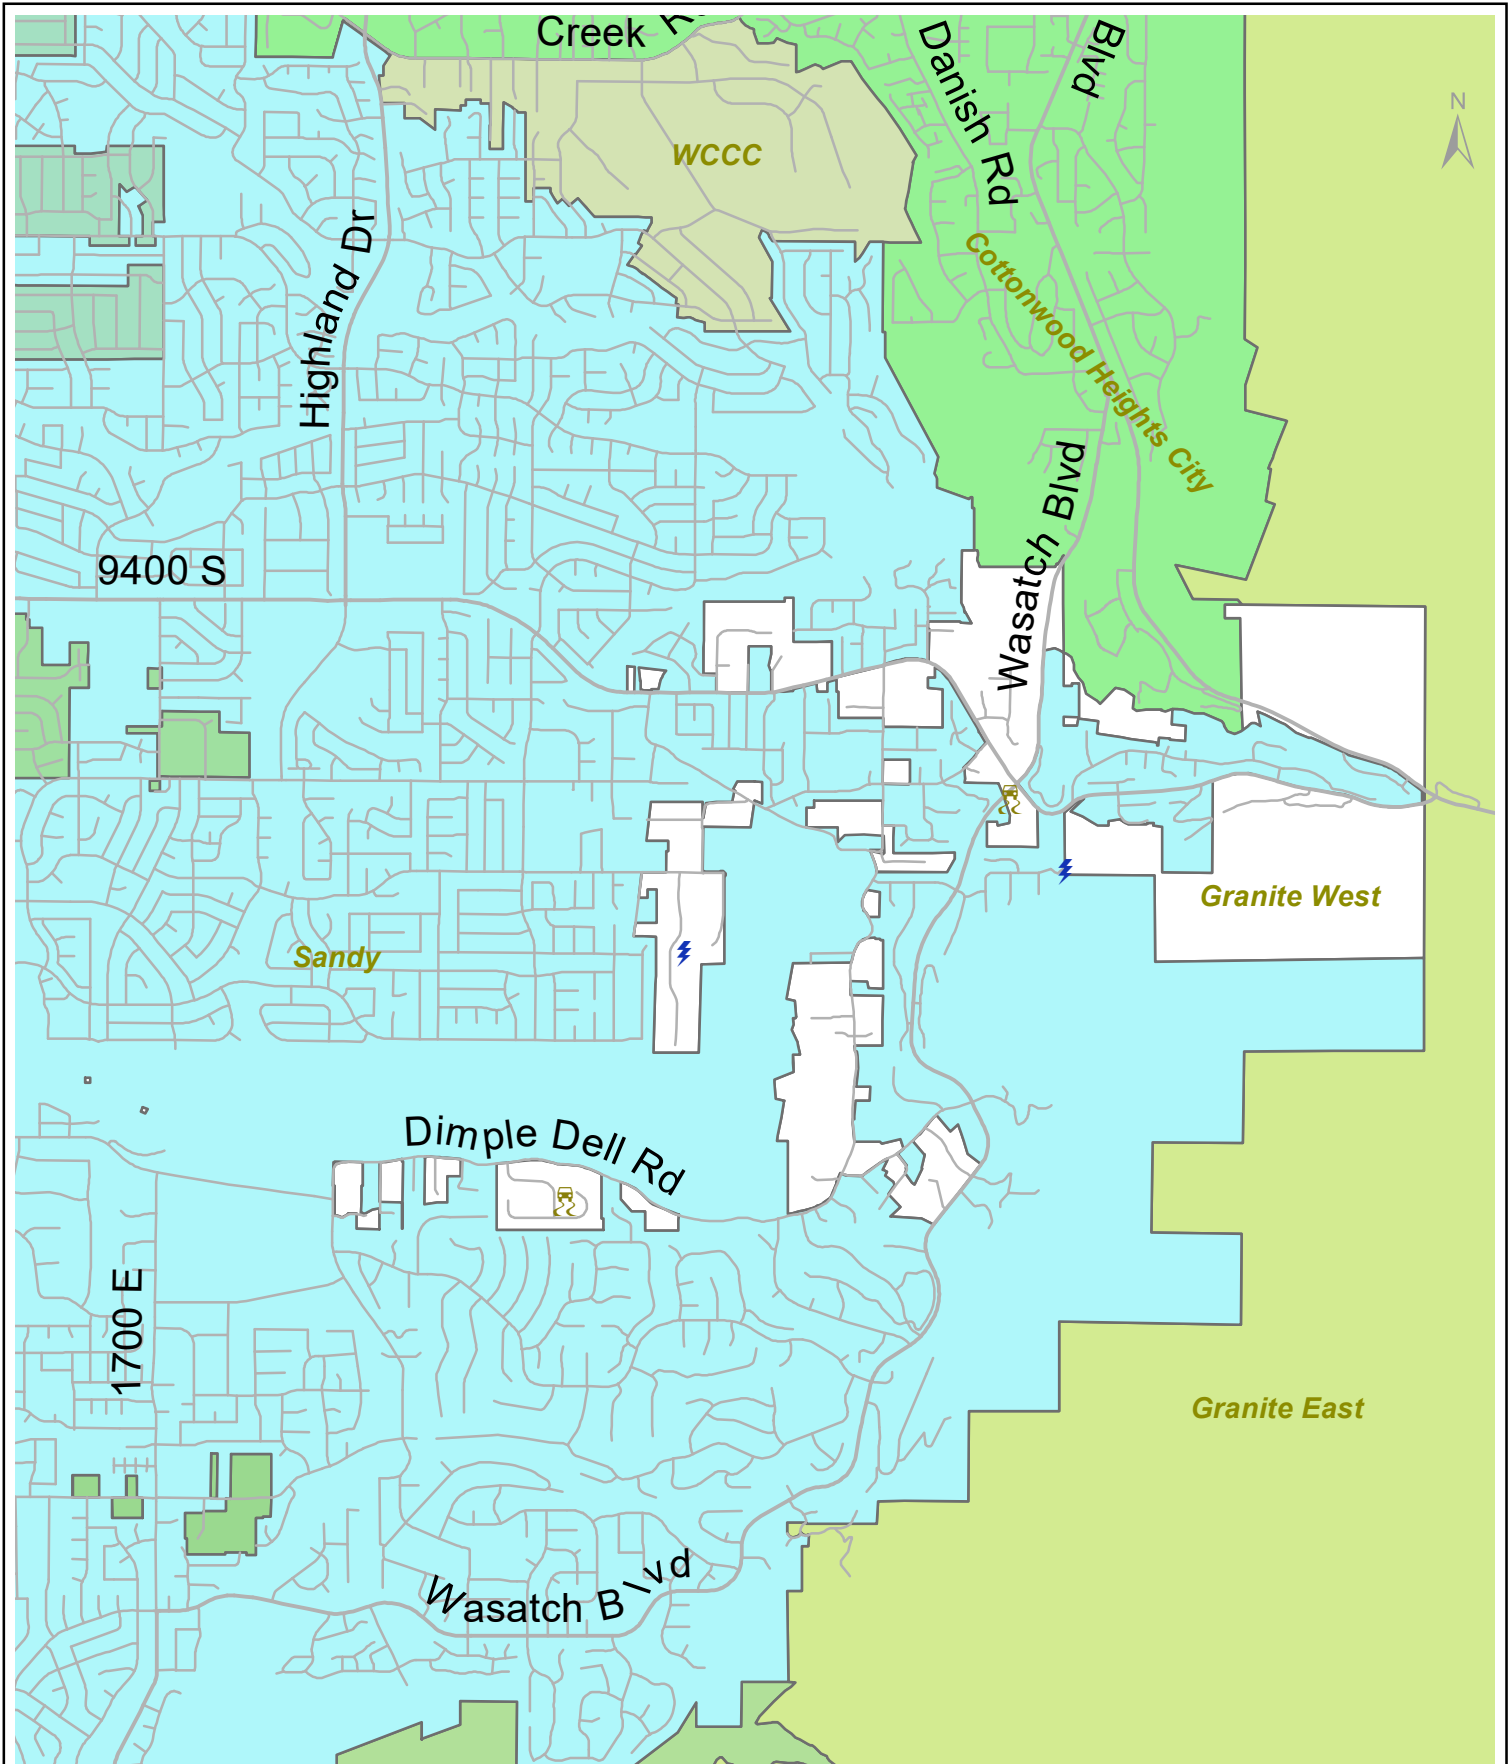 Creek
Danish Rd
Blvd
N
WCCC
Highland Dr
Cottonwood Heights City
Wasatch Blvd
9400 S
Granite West
Sandy
Dimple Dell Rd
1700 E
Granite East
Wasatch Blvd